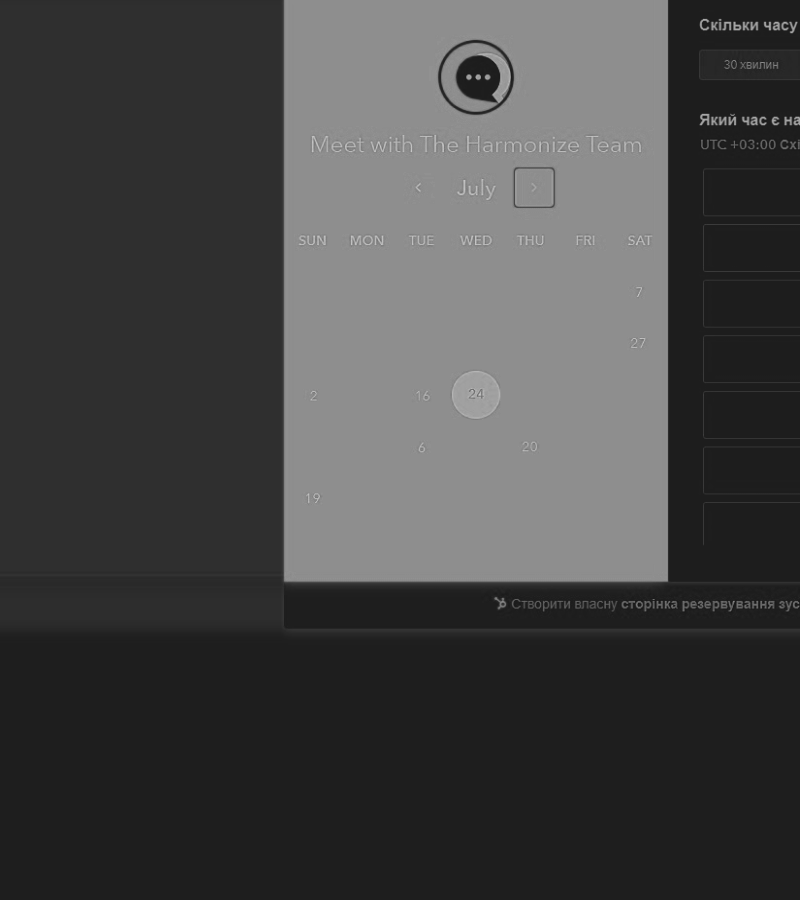 Meet with The Harmonize Team
July
SUN MON TUE WED THU FRI SAT
7
27
2 16 24
6 20
19
Скільки часу
30 хвилин
Який час є на
UTC +03:00 Схі
Створити власну сторінка резервування зус